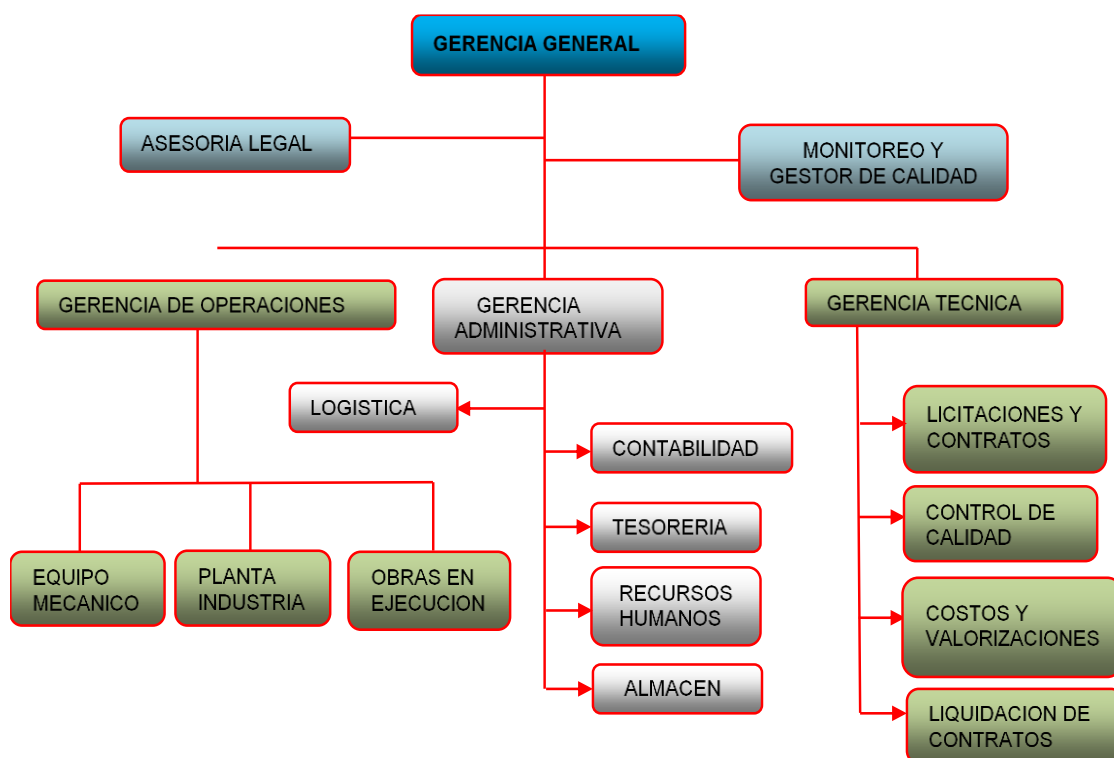 GERENCIA GENERAL
ASESORIA LEGAL
MONITOREO Y
GESTOR DE CALIDAD
GERENCIA DE OPERACIONES
GERENCIA
ADMINISTRATIVA
GERENCIA TECNICA
LOGISTICA
CONTABILIDAD
TESORERIA
RECURSOS
HUMANOS
ALMACEN
EQUIPO
MECANICO
PLANTA
INDUSTRIA
OBRAS EN
EJECUCION
LICITACIONES Y
CONTRATOS
CONTROL DE
CALIDAD
COSTOS Y
VALORIZACIONES
LIQUIDACION DE
CONTRATOS